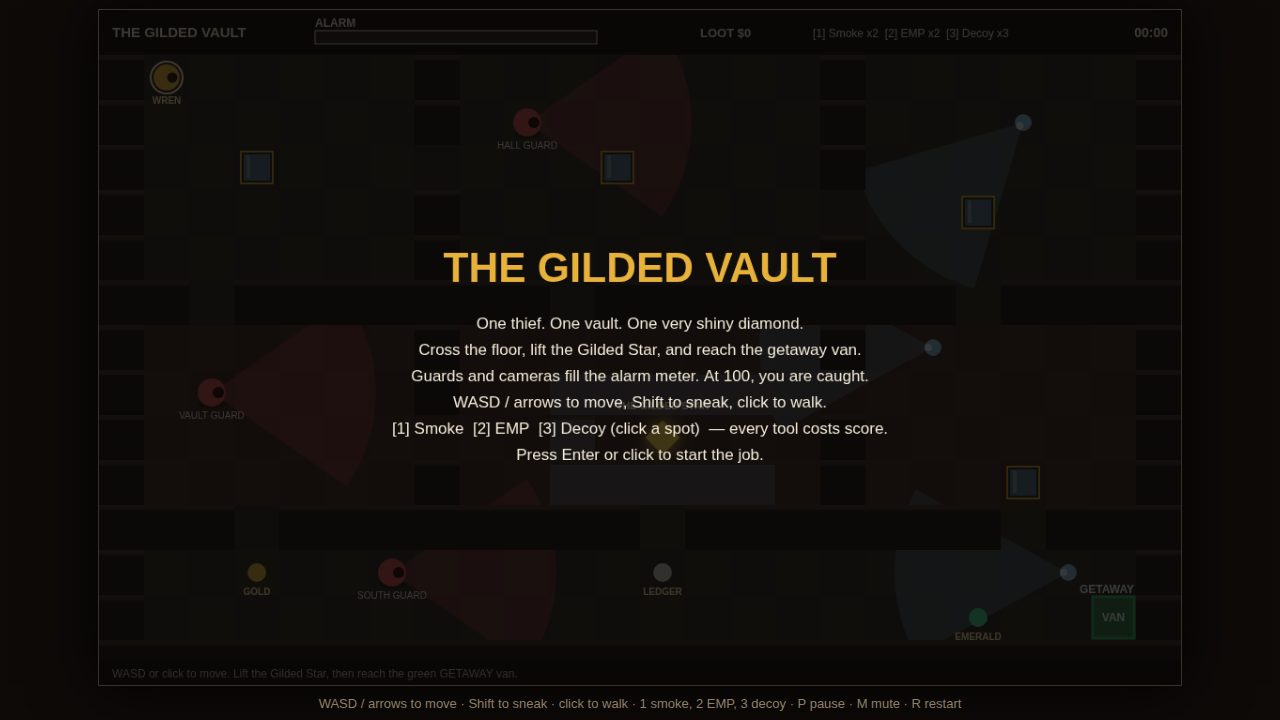 THE GILDED VAULT
ALARM
LOOT $0
[1] Smoke x2 [2] EMP x2 [3] Decoy x3
00:00
WREN
HALL GUARD
THE GILDED VAULT
One thief. One vault. One very shiny diamond.
Cross the floor, lift the Gilded Star, and reach the getaway van.
Guards and cameras fill the alarm meter. At 100, you are caught.
WASD / arrows to move, Shift to sneak, click to walk.
VAULT GUARD
[1] Smoke [2] EMP [3] Decoy (click a spot) — every tool costs score.
Press Enter or click to start the job.
GOLD
SOUTH GUARD
LEDGER
GETAWAY
VAN
EMERALD
WASD or click to move. Lift the Gilded Star, then reach the green GETAWAY van.
WASD / arrows to move · Shift to sneak · click to walk · 1 smoke, 2 EMP, 3 decoy · P pause · M mute · R restart